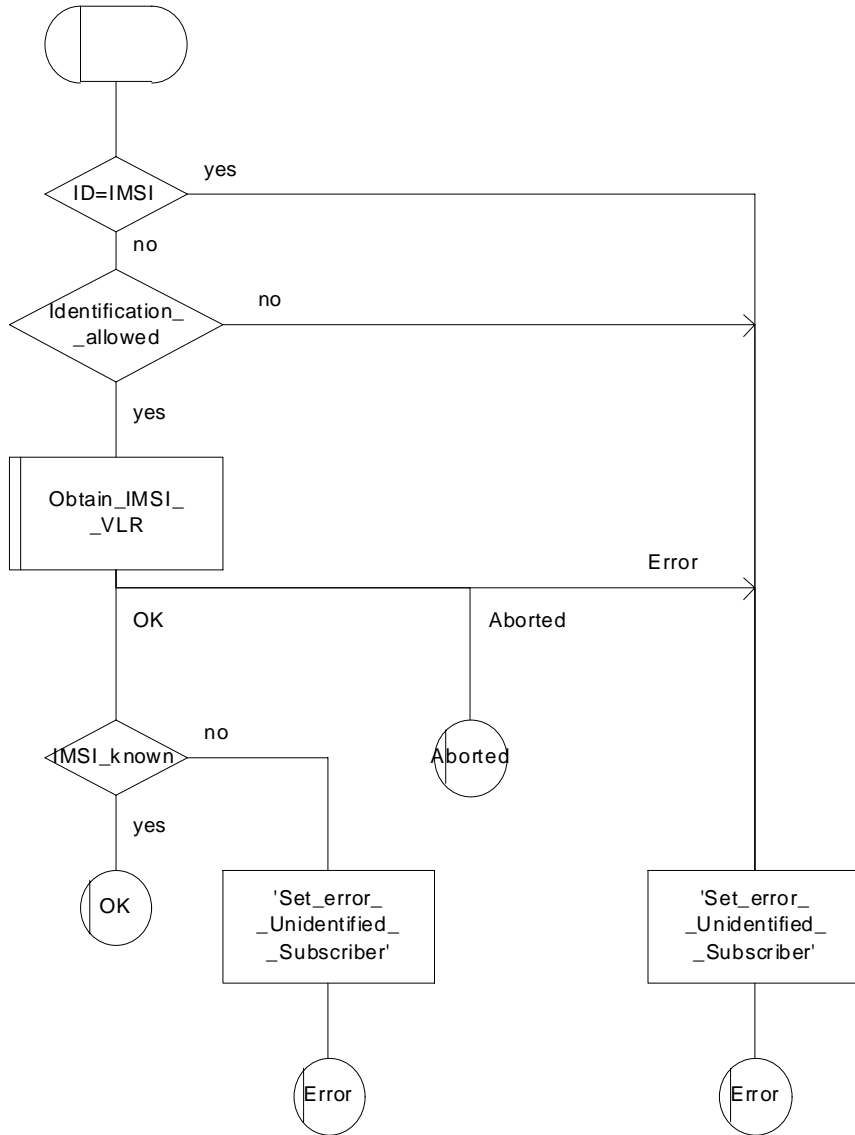 yes
ID=IMSI
no
Identification_
_allowed
no
yes
Obtain_IMSI_
_VLR
Error
OK
Aborted
no
IMSI_known
Aborted
yes
OK
'Set_error_
_Unidentified_
_Subscriber'
'Set_error_
_Unidentified_
_Subscriber'
Error
Error